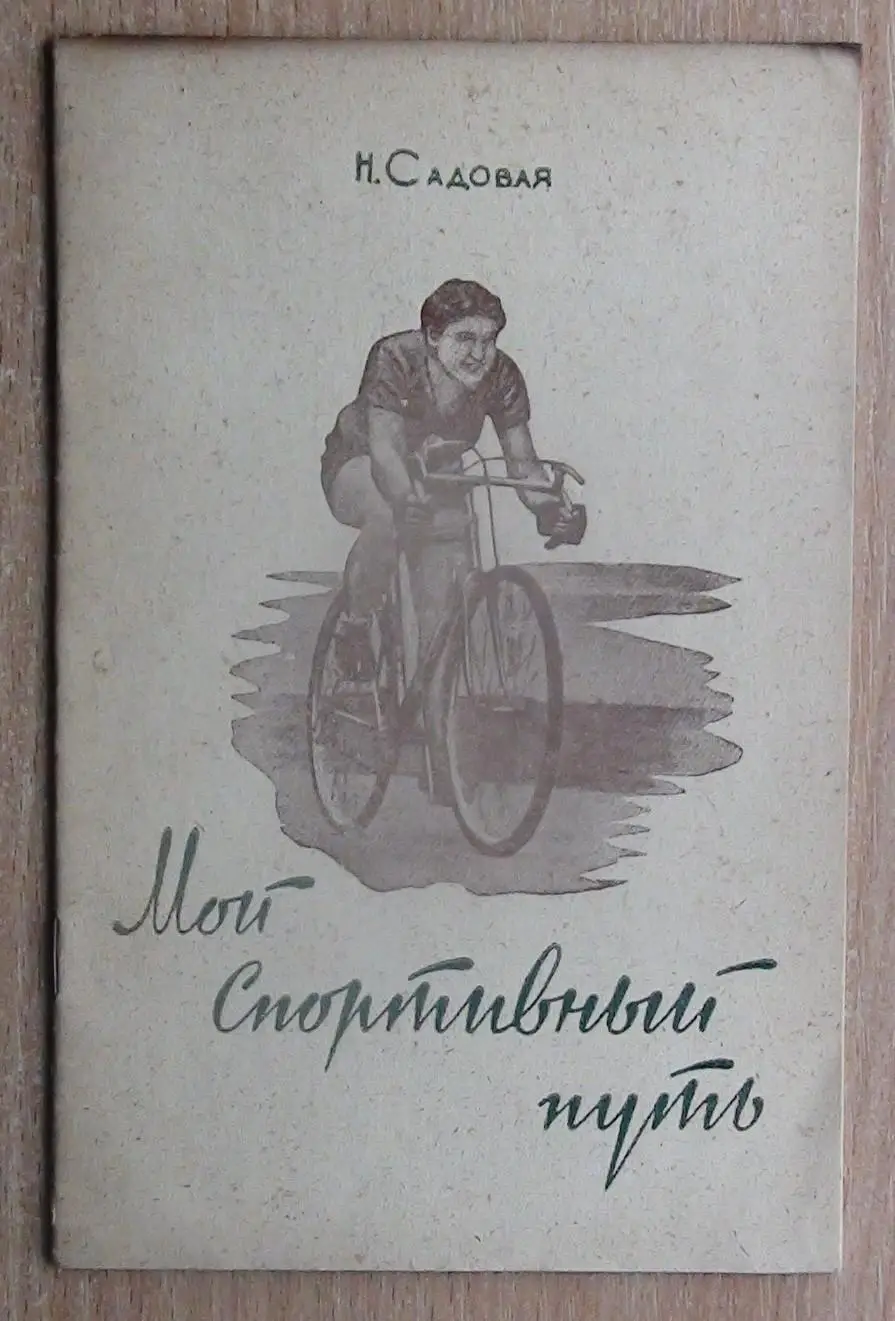 Н. Садовая
Мой
Спортивный
путь